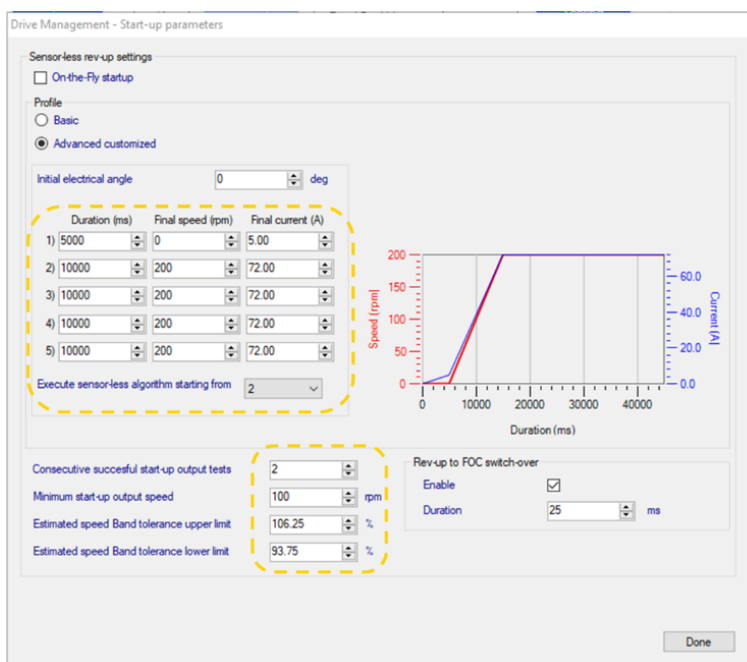 Drive Management - Start-up parameters
Sensor-less rev-up settings
On-the-Fly startup
Profile
Basic
Advanced customized
Initial electrical angle 0 deg
Duration (ms) Final speed (rpm) Final current (A)
1) 5000 0 5.00
2) 10000 200 72.00
3) 10000 200 72.00
4) 10000 200 72.00
5) 10000 200 72.00
Execute sensor-less algorithm starting from 2
200
150
100
50
0
Speed [rpm]
60.0
40.0
20.0
0.0
Current [A]
0 10000 20000 30000 40000
Duration (ms)
Consecutive succesful start-up output tests 2
Minimum start-up output speed 100 rpm
Estimated speed Band tolerance upper limit 106.25 %
Estimated speed Band tolerance lower limit 93.75 %
Rev-up to FOC switch-over
Enable
Duration 25 ms
Done